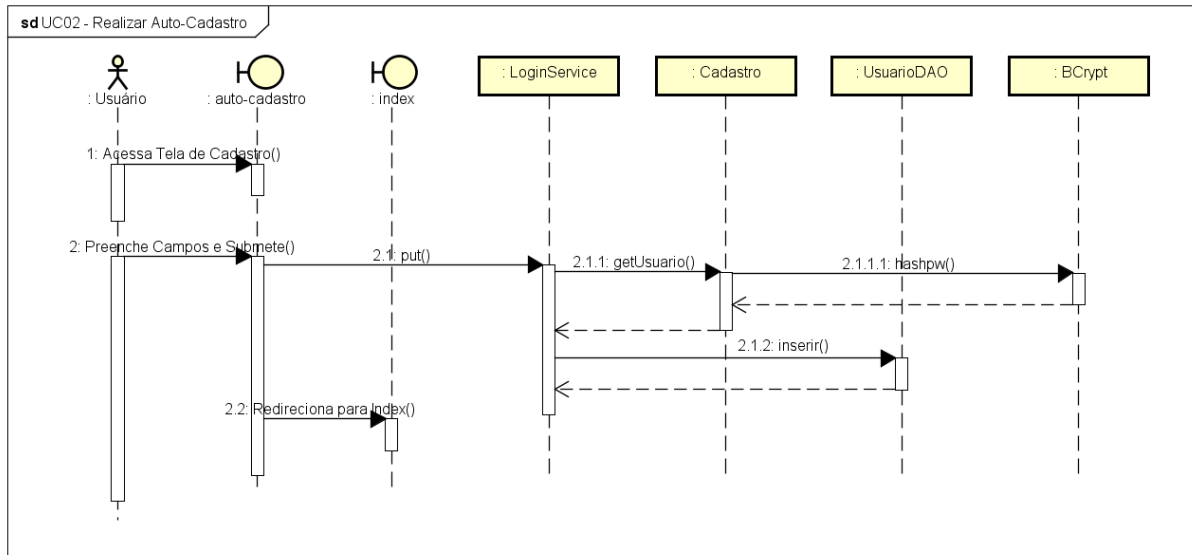 sd UC02 - Realizar Auto-Cadastro
: Usuário
: auto-cadastro
: index
: LoginService
: Cadastro
: UsuarioDAO
: BCrypt
1: Acessa Tela de Cadastro()
2: Preenche Campos e Submete()
2.1: put()
2.1.1: getUsuario()
2.1.1.1: hashpw()
2.1.2: inserir()
2.2: Redireciona para Index()